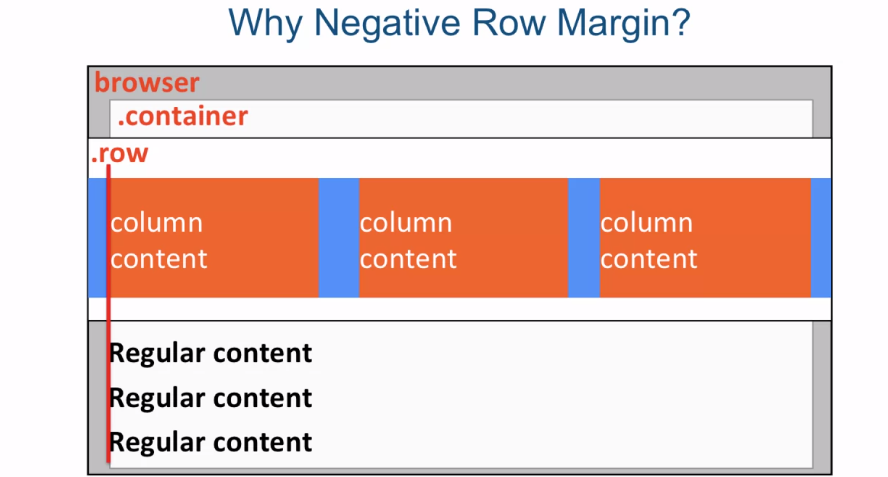 Why Negative Row Margin?
browser
.container
.row
column
content
column
content
column
content
Regular content
Regular content
Regular content